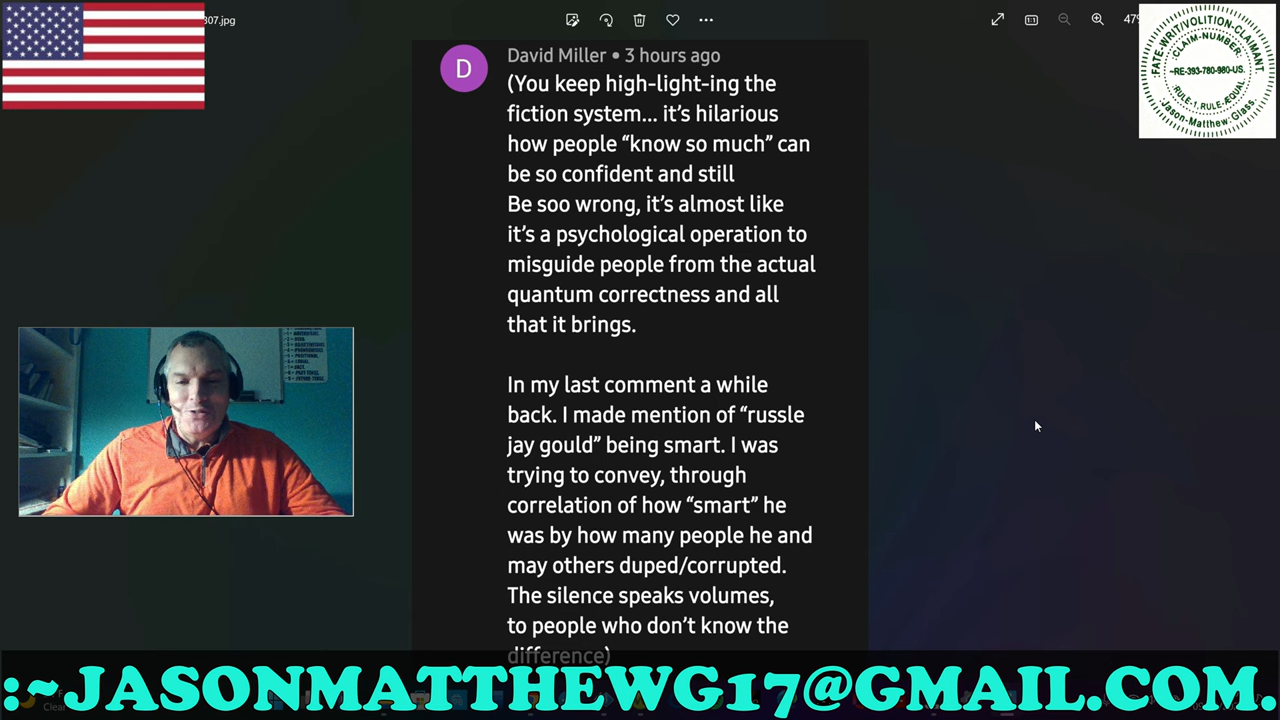 307.jpg
47%
David Miller • 3 hours ago
D
(You keep high-light-ing the
fiction system... it’s hilarious
how people “know so much” can
be so confident and still
Be soo wrong, it’s almost like
it’s a psychological operation to
misguide people from the actual
quantum correctness and all
that it brings.
In my last comment a while
back. I made mention of “russle
jay gould” being smart. I was
trying to convey, through
correlation of how “smart” he
was by how many people he and
may others duped/corrupted.
The silence speaks volumes,
to people who don’t know the
difference)
:FATE-WRIT/VOLITION-CLAIMANT.
CLAIM-NUMBER:
~RE-393-780-980-US.
RULE-1, RULE-ÆQUAL.
Jason-Matthew: Glass.
:~JASONMATTHEWG17@GMAIL.COM.
Clear